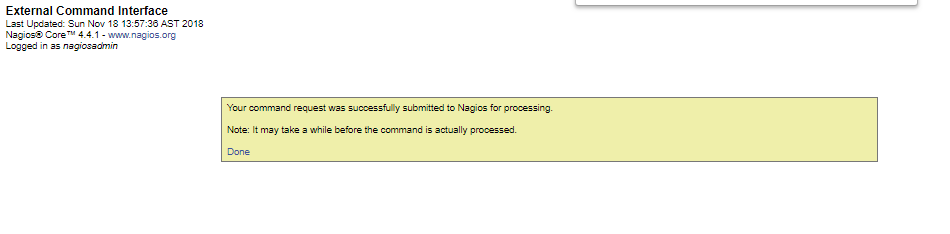 External Command Interface
Last Updated: Sun Nov 18 13:57:36 AST 2018
Nagios® Core™ 4.4.1 - www.nagios.org
Logged in as nagiosadmin
Your command request was successfully submitted to Nagios for processing.
Note: It may take a while before the command is actually processed.
Done